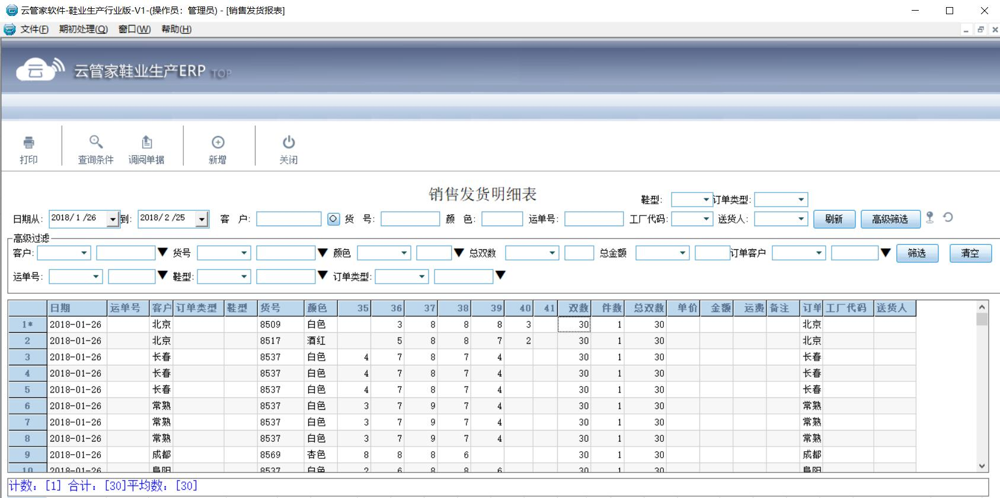 云管家软件-鞋业生产行业版-V1-(操作员：管理员) - [销售发货报表]
文件(F) 期初处理(Q) 窗口(W) 帮助(H)
云 云管家鞋业生产ERP TOP
打印 查询条件 调阅单据 新增 关闭
销售发货明细表
鞋型: 订单类型:
日期从: 2018/ 1 /26 到: 2018/ 2 /25 客 户: 货 号: 颜 色: 运单号: 工厂代码: 送货人: 刷新 高级筛选
高级过滤
客户: 货号 颜色 总双数 总金额 订单客户 筛选 清空
运单号: 鞋型: 订单类型:
日期 运单号 客户 订单类型 鞋型 货号 颜色 35 36 37 38 39 40 41 双数 件数 总双数 单价 金额 运费 备注 订单 工厂代码 送货人
1* 2018-01-26 北京 8509 白色 3 8 8 8 3 30 1 30 北京
2 2018-01-26 北京 8517 酒红 5 8 8 7 2 30 1 30 北京
3 2018-01-26 长春 8537 白色 4 7 8 7 4 30 1 30 长春
4 2018-01-26 长春 8537 白色 4 7 8 7 4 30 1 30 长春
5 2018-01-26 长春 8537 白色 4 7 8 7 4 30 1 30 长春
6 2018-01-26 常熟 8537 白色 3 7 9 7 4 30 1 30 常熟
7 2018-01-26 常熟 8537 白色 3 7 9 7 4 30 1 30 常熟
8 2018-01-26 常熟 8537 白色 3 7 9 7 4 30 1 30 常熟
9 2018-01-26 成都 8569 杏色 8 8 8 6 30 1 30 成都
10 2018-01-26 阜阳 8537 白色 2 6 8 8 6 30 1 30 阜阳
计数: [1] 合计: [30]平均数: [30]